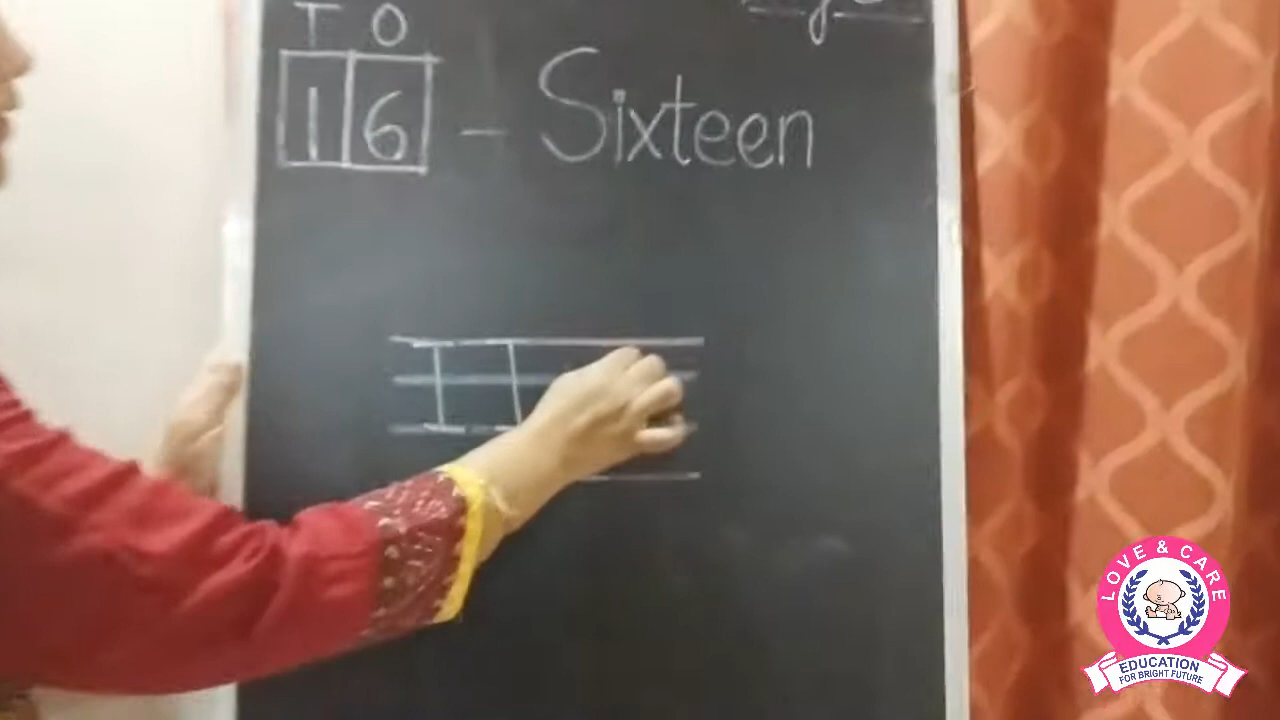 T O
16 - Sixteen
LOVE & CARE
EDUCATION
FOR BRIGHT FUTURE